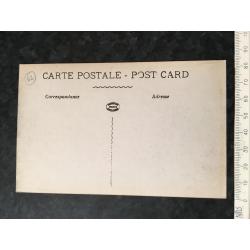 CARTE POSTALE - POST CARD
Correspondance Adresse